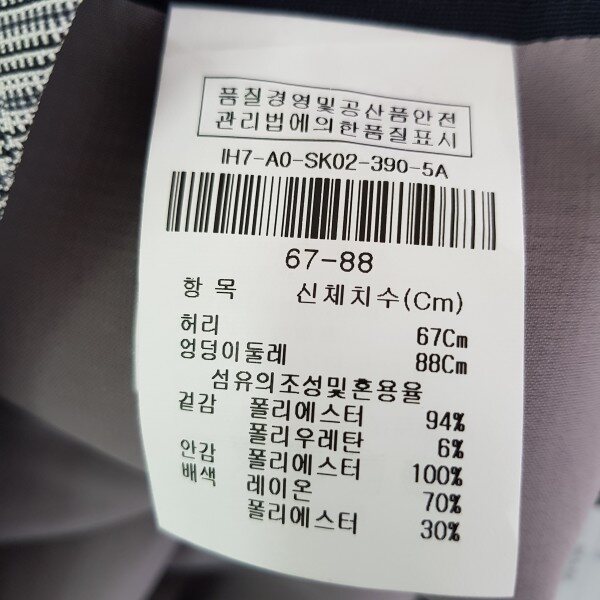 품질경영및공산품안전
관리법에의한품질표시
IH7-A0-SK02-390-5A
67-88
항 목 신체치수(Cm)
허리 67Cm
엉덩이둘레 88Cm
섬유의조성및혼용율
겉감 폴리에스터 94%
폴리우레탄 6%
안감 폴리에스터 100%
배색 레이온 70%
폴리에스터 30%